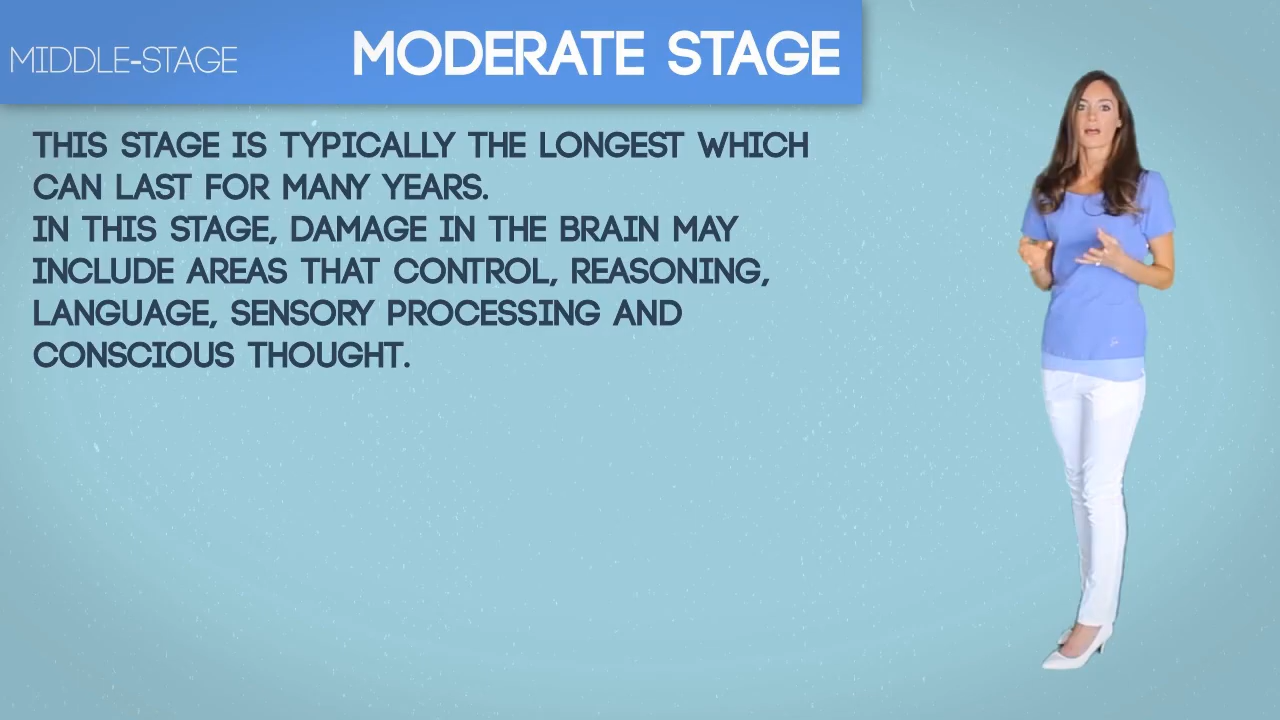 MIDDLE-STAGE
MODERATE STAGE
THIS STAGE IS TYPICALLY THE LONGEST WHICH
CAN LAST FOR MANY YEARS.
IN THIS STAGE, DAMAGE IN THE BRAIN MAY
INCLUDE AREAS THAT CONTROL, REASONING,
LANGUAGE, SENSORY PROCESSING AND
CONSCIOUS THOUGHT.